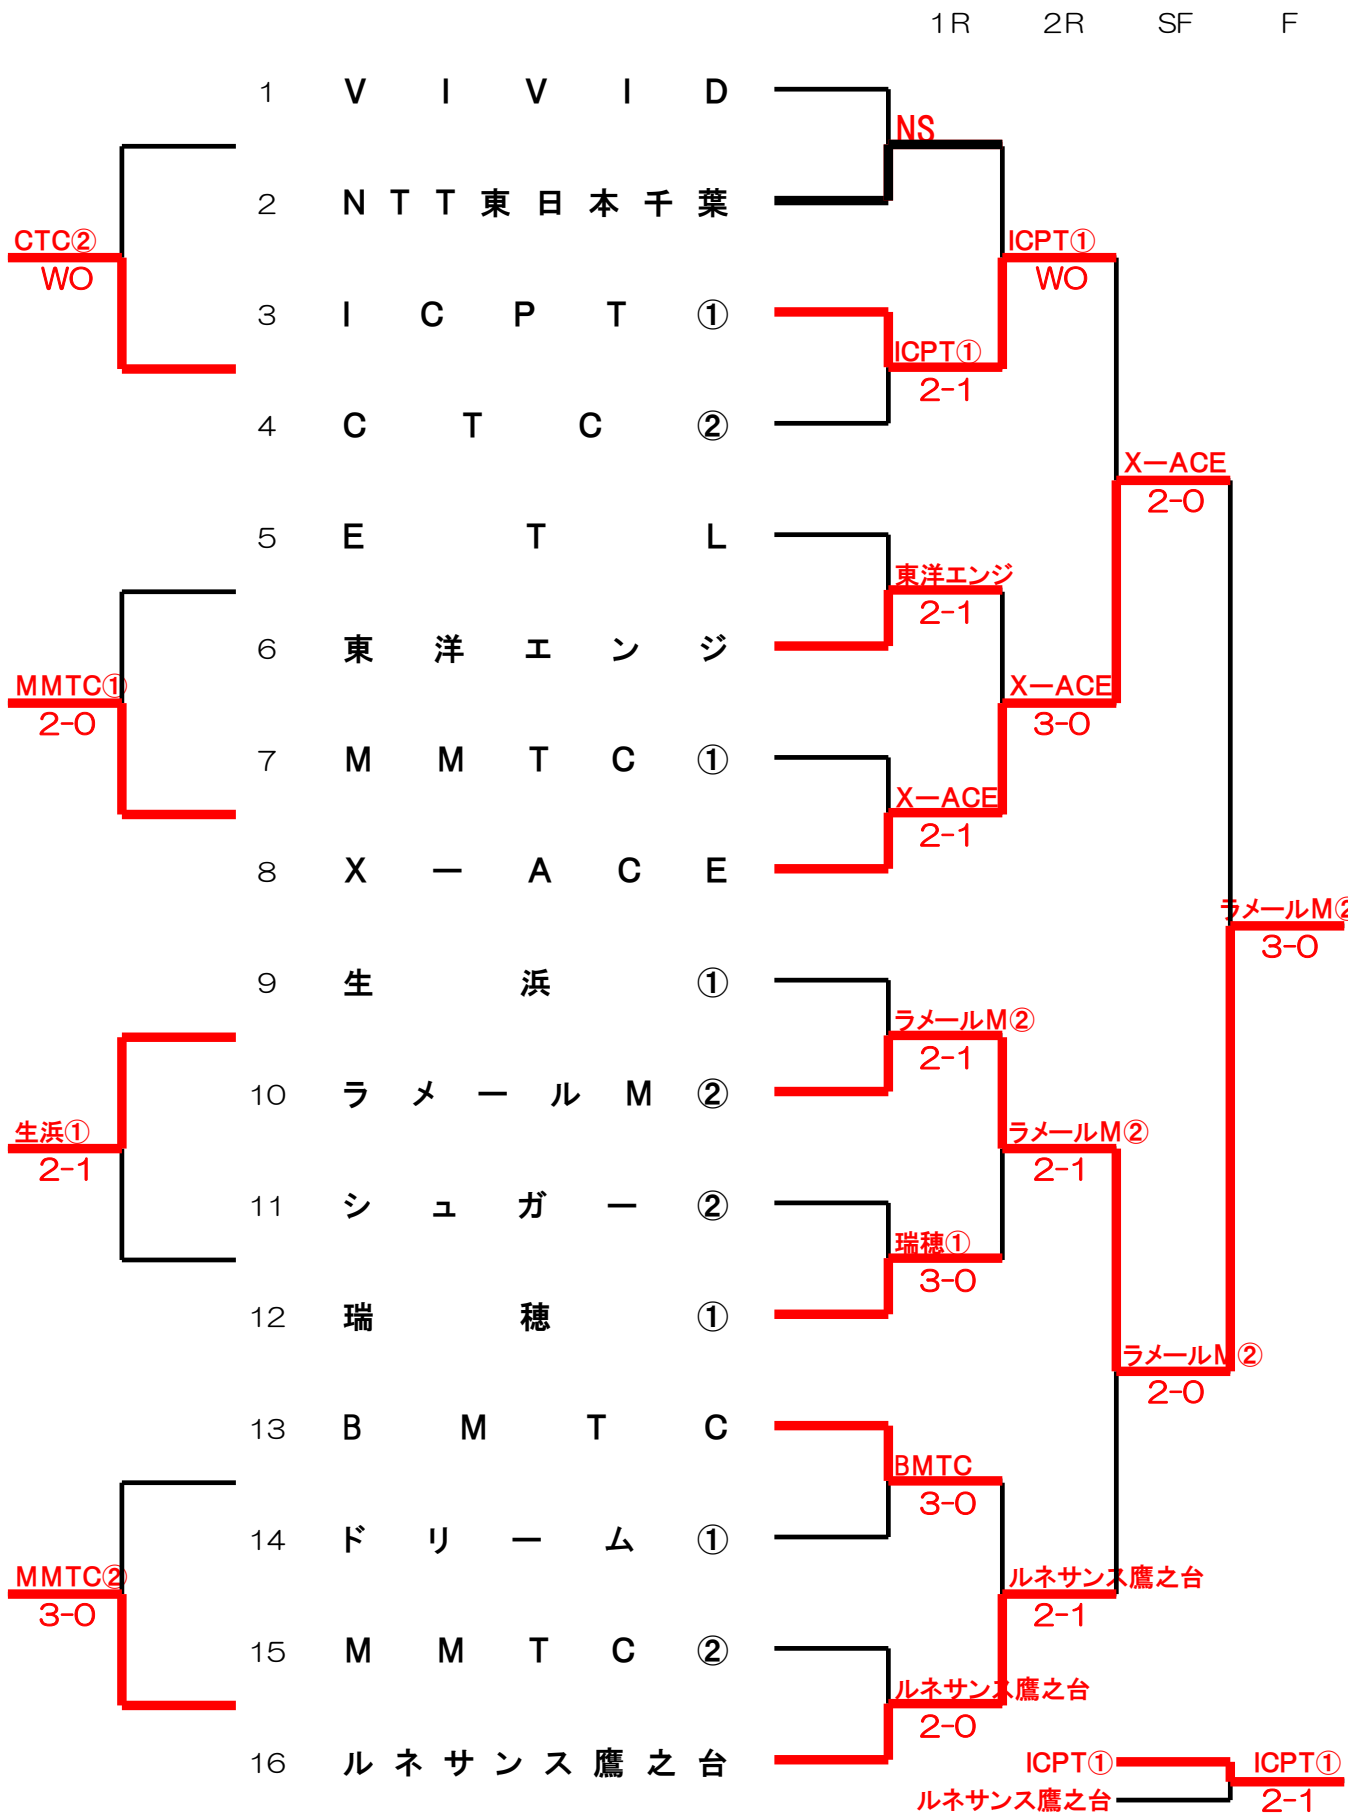 1R 2R SF F
1 VIVID
NS
2 NTT東日本千葉
CTC② ICPT①
WO WO
3 ICPT①
ICPT①
2-1
4 CTC②
X－ACE
2-0
5 ETL
東洋エンジ
2-1
6 東洋エンジ
MMTC① X－ACE
2-0 3-0
7 MMTC①
X－ACE
2-1
8 X－ACE
ラメールM②
3-0
9 生浜①
ラメールM②
2-1
10 ラメールM②
生浜① ラメールM②
2-1 2-1
11 シュガー②
瑞穂①
3-0
12 瑞穂①
ラメールM②
2-0
13 BMTC
BMTC
3-0
14 ドリーム①
MMTC② ルネサンス鷹之台
3-0 2-1
15 MMTC②
ルネサンス鷹之台
2-0
16 ルネサンス鷹之台
ICPT① ICPT①
ルネサンス鷹之台 2-1